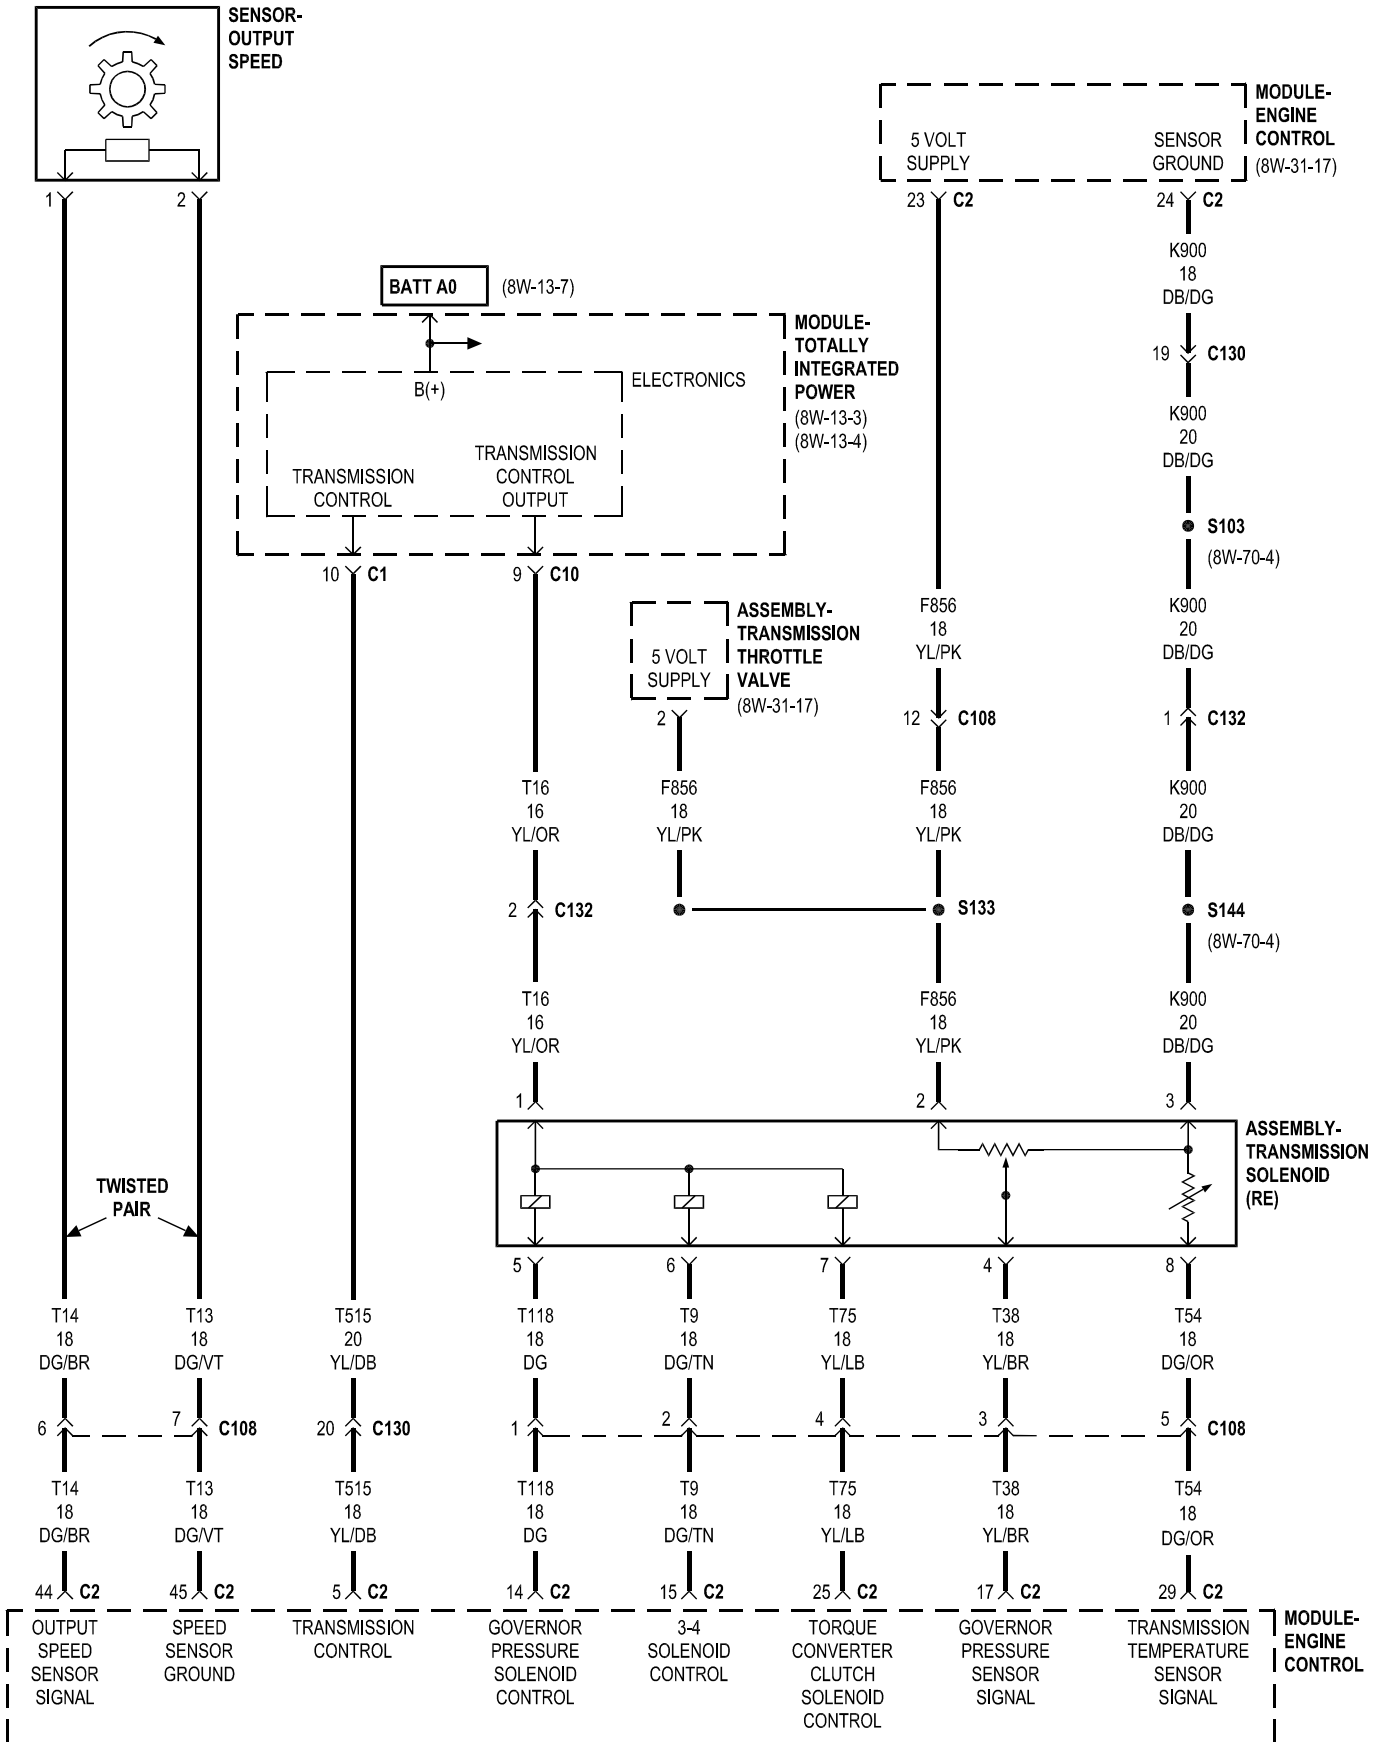 SENSOR-
OUTPUT
SPEED
1
2
MODULE-
ENGINE
CONTROL
(8W-31-17)
5 VOLT
SUPPLY
SENSOR
GROUND
23
C2
24
C2
K900
18
DB/DG
19
C130
K900
20
DB/DG
S103
(8W-70-4)
BATT A0
(8W-13-7)
MODULE-
TOTALLY
INTEGRATED
POWER
(8W-13-3)
(8W-13-4)
ELECTRONICS
B(+)
TRANSMISSION
CONTROL
TRANSMISSION
CONTROL
OUTPUT
10
C1
9
C10
ASSEMBLY-
TRANSMISSION
THROTTLE
VALVE
(8W-31-17)
5 VOLT
SUPPLY
2
F856
18
YL/PK
K900
20
DB/DG
12
C108
1
C132
T16
16
YL/OR
F856
18
YL/PK
F856
18
YL/PK
K900
20
DB/DG
2
C132
S133
S144
(8W-70-4)
T16
16
YL/OR
F856
18
YL/PK
K900
20
DB/DG
1
2
3
ASSEMBLY-
TRANSMISSION
SOLENOID
(RE)
TWISTED
PAIR
5
6
7
4
8
T14
18
DG/BR
T13
18
DG/VT
T515
20
YL/DB
T118
18
DG
T9
18
DG/TN
T75
18
YL/LB
T38
18
YL/BR
T54
18
DG/OR
6
7
C108
20
C130
1
2
4
3
5
C108
T14
18
DG/BR
T13
18
DG/VT
T515
18
YL/DB
T118
18
DG
T9
18
DG/TN
T75
18
YL/LB
T38
18
YL/BR
T54
18
DG/OR
44
C2
45
C2
5
C2
14
C2
15
C2
25
C2
17
C2
29
C2
OUTPUT
SPEED
SENSOR
SIGNAL
SPEED
SENSOR
GROUND
TRANSMISSION
CONTROL
GOVERNOR
PRESSURE
SOLENOID
CONTROL
3-4
SOLENOID
CONTROL
TORQUE
CONVERTER
CLUTCH
SOLENOID
CONTROL
GOVERNOR
PRESSURE
SENSOR
SIGNAL
TRANSMISSION
TEMPERATURE
SENSOR
SIGNAL
MODULE-
ENGINE
CONTROL